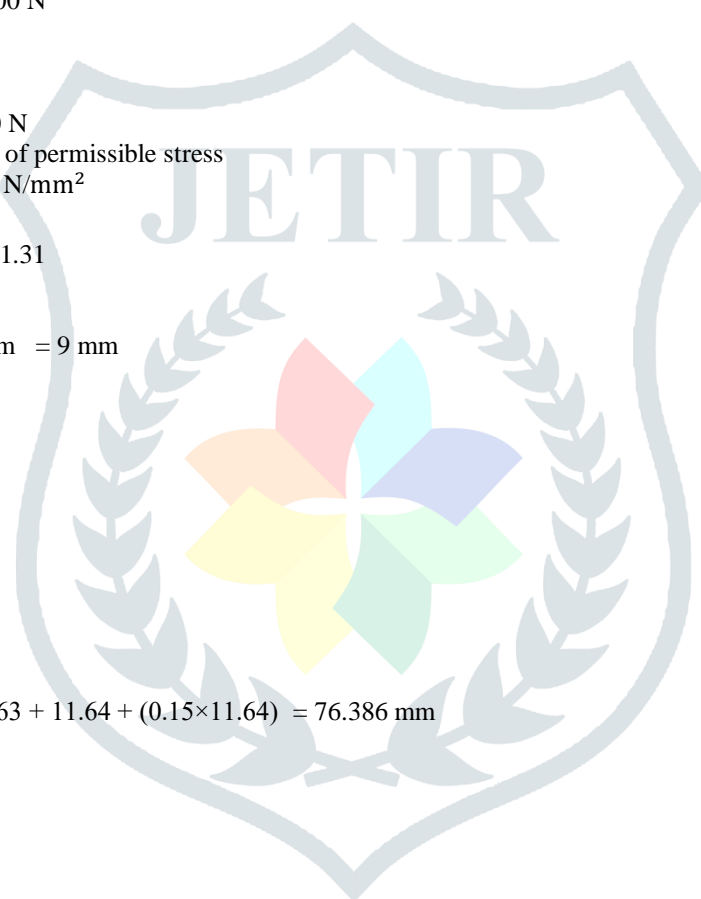 00 N
N
of permissible stress
N/mm²
JETIR
1.31
m = 9 mm
63 + 11.64 + (0.15×11.64) = 76.386 mm